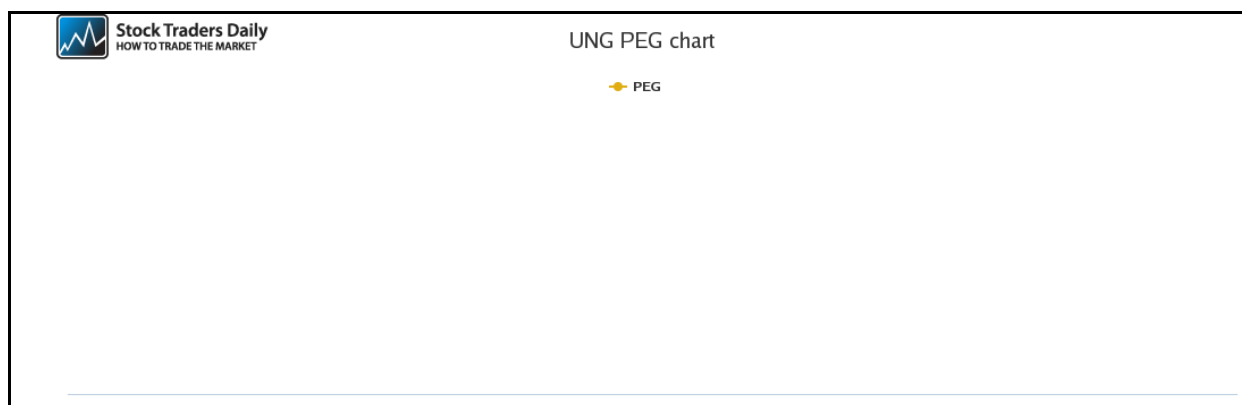 Stock Traders Daily
HOW TO TRADE THE MARKET
UNG PEG chart
PEG